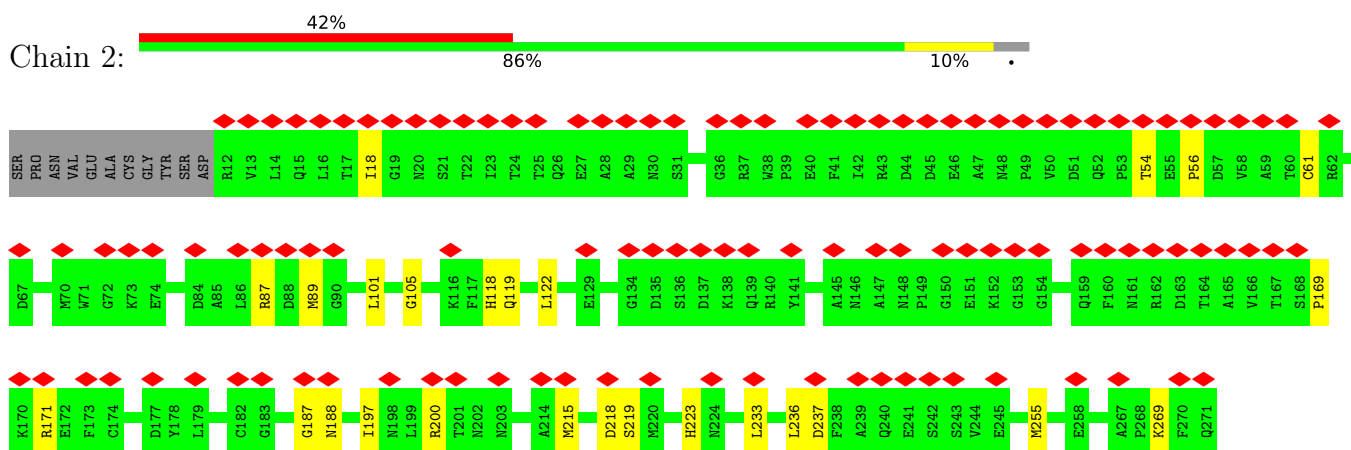 42%
Chain 2:
86% 10% •
SER PRO ASN VAL GLU ALA CYS GLY TYR SER ASP R12 V13 L14 Q15 L16 T17 I18 G19 N20 S21 T22 I23 T24 T25 Q26 E27 A28 A29 N30 S31 G36 R37 W38 P39 E40 F41 I42 R43 D44 D45 E46 A47 N48 P49 V50 D51 Q52 P53 T54 E55 P56 D57 V58 A59 T60 C61 R62
D67 M70 W71 G72 K73 E74 D84 A85 L86 R87 D88 M89 G90 L101 G105 K116 F117 H118 Q119 L122 E129 G134 D135 S136 D137 K138 Q139 R140 Y141 A145 N146 A147 N148 P149 G150 E151 K152 G153 G154 Q159 F160 N161 R162 D163 T164 A165 V166 T167 S168 P169
K170 R171 E172 F173 C174 D177 Y178 L179 C182 G183 G187 N188 I197 N198 L199 R200 T201 N202 N203 A214 M215 D218 S219 M220 H223 N224 L233 L236 D237 F238 A239 Q240 E241 S242 S243 V244 E245 M255 E258 A267 P268 K269 F270 Q271